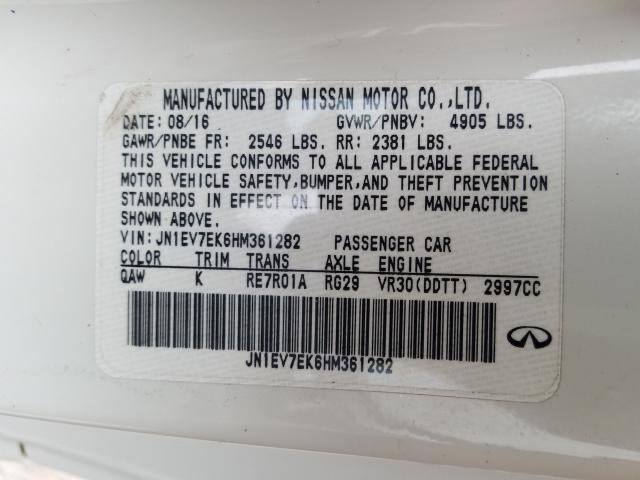 MANUFACTURED BY NISSAN MOTOR CO.,LTD.
DATE: 08/16 GVWR/PNBV: 4905 LBS.
GAWR/PNBE FR: 2546 LBS. RR: 2381 LBS.
THIS VEHICLE CONFORMS TO ALL APPLICABLE FEDERAL
MOTOR VEHICLE SAFETY,BUMPER,AND THEFT PREVENTION
STANDARDS IN EFFECT ON THE DATE OF MANUFACTURE
SHOWN ABOVE.
VIN:JN1EV7EK6HM361282 PASSENGER CAR
COLOR TRIM TRANS AXLE ENGINE
QAW K RE7R01A RG29 VR30(DDTT) 2997CC
JN1EV7EK6HM361282